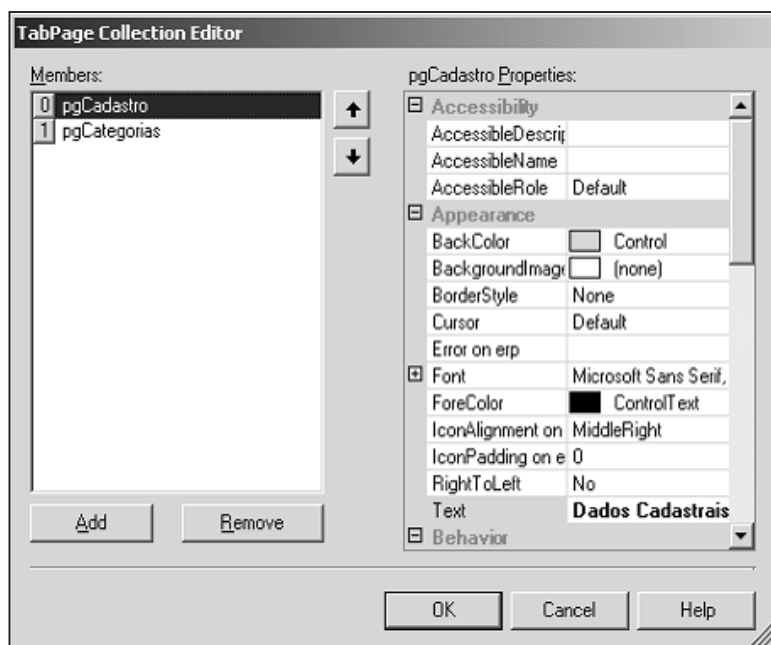 TabPage Collection Editor
Members:
0 pgCadastro
1 pgCategorias
Add Remove
pgCadastro Properties:
Accessibility
AccessibleDescrip
AccessibleName
AccessibleRole Default
Appearance
BackColor Control
BackgroundImage (none)
BorderStyle None
Cursor Default
Error on erp
Font Microsoft Sans Serif,
ForeColor ControlText
IconAlignment on MiddleRight
IconPadding on e 0
RightToLeft No
Text Dados Cadastrais
Behavior
OK Cancel Help